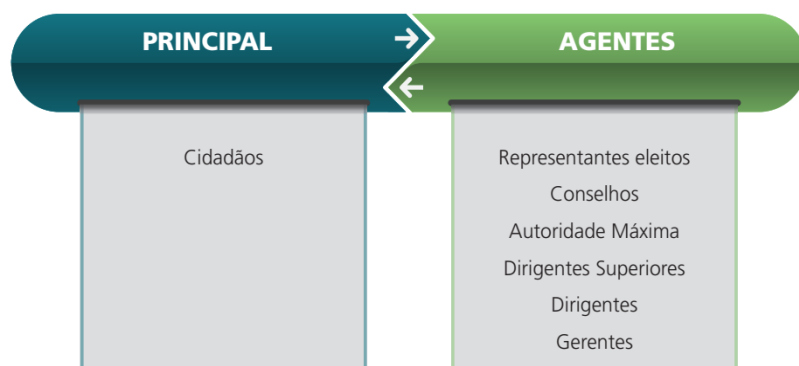 PRINCIPAL
AGENTES
Cidadãos
Representantes eleitos
Conselhos
Autoridade Máxima
Dirigentes Superiores
Dirigentes
Gerentes